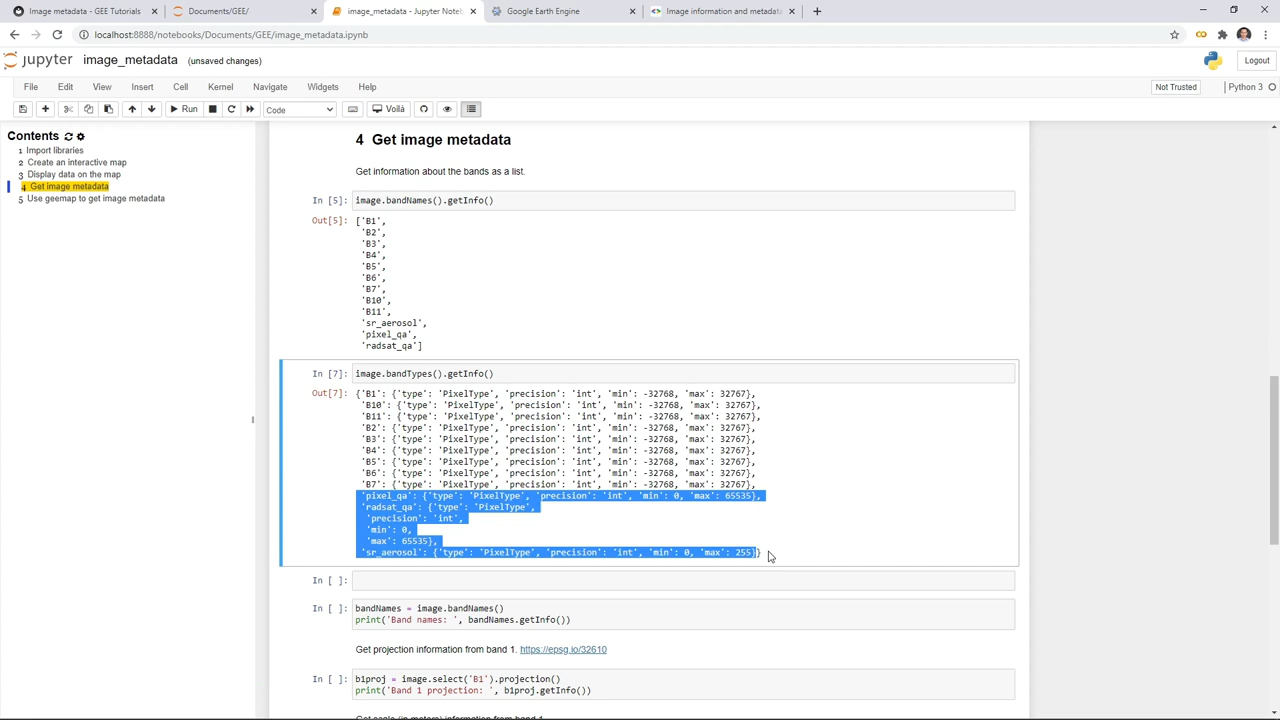 Image metadata - GEE Tutorials
Documents/GEE/
image_metadata - Jupyter Noteb
Google Earth Engine
Image information and metadata
localhost:8888/notebooks/Documents/GEE/image_metadata.ipynb
jupyter image_metadata (unsaved changes)
Logout
File Edit View Insert Cell Kernel Navigate Widgets Help
Not Trusted
Python 3
Run
Code
Voilà
Contents
1 Import libraries
2 Create an interactive map
3 Display data on the map
4 Get image metadata
5 Use geemap to get image metadata
4 Get image metadata
Get information about the bands as a list.
In [5]: image.bandNames().getInfo()
Out[5]: ['B1',
'B2',
'B3',
'B4',
'B5',
'B6',
'B7',
'B10',
'B11',
'sr_aerosol',
'pixel_qa',
'radsat_qa']
In [7]: image.bandTypes().getInfo()
Out[7]: {'B1': {'type': 'PixelType', 'precision': 'int', 'min': -32768, 'max': 32767},
'B10': {'type': 'PixelType', 'precision': 'int', 'min': -32768, 'max': 32767},
'B11': {'type': 'PixelType', 'precision': 'int', 'min': -32768, 'max': 32767},
'B2': {'type': 'PixelType', 'precision': 'int', 'min': -32768, 'max': 32767},
'B3': {'type': 'PixelType', 'precision': 'int', 'min': -32768, 'max': 32767},
'B4': {'type': 'PixelType', 'precision': 'int', 'min': -32768, 'max': 32767},
'B5': {'type': 'PixelType', 'precision': 'int', 'min': -32768, 'max': 32767},
'B6': {'type': 'PixelType', 'precision': 'int', 'min': -32768, 'max': 32767},
'B7': {'type': 'PixelType', 'precision': 'int', 'min': -32768, 'max': 32767},
'pixel_qa': {'type': 'PixelType', 'precision': 'int', 'min': 0, 'max': 65535},
'radsat_qa': {'type': 'PixelType',
'precision': 'int',
'min': 0,
'max': 65535},
'sr_aerosol': {'type': 'PixelType', 'precision': 'int', 'min': 0, 'max': 255}}
In [ ]:
In [ ]: bandNames = image.bandNames()
print('Band names: ', bandNames.getInfo())
Get projection information from band 1. https://epsg.io/32610
In [ ]: b1proj = image.select('B1').projection()
print('Band 1 projection: ', b1proj.getInfo())
Get scale (in meters) information from band 1.